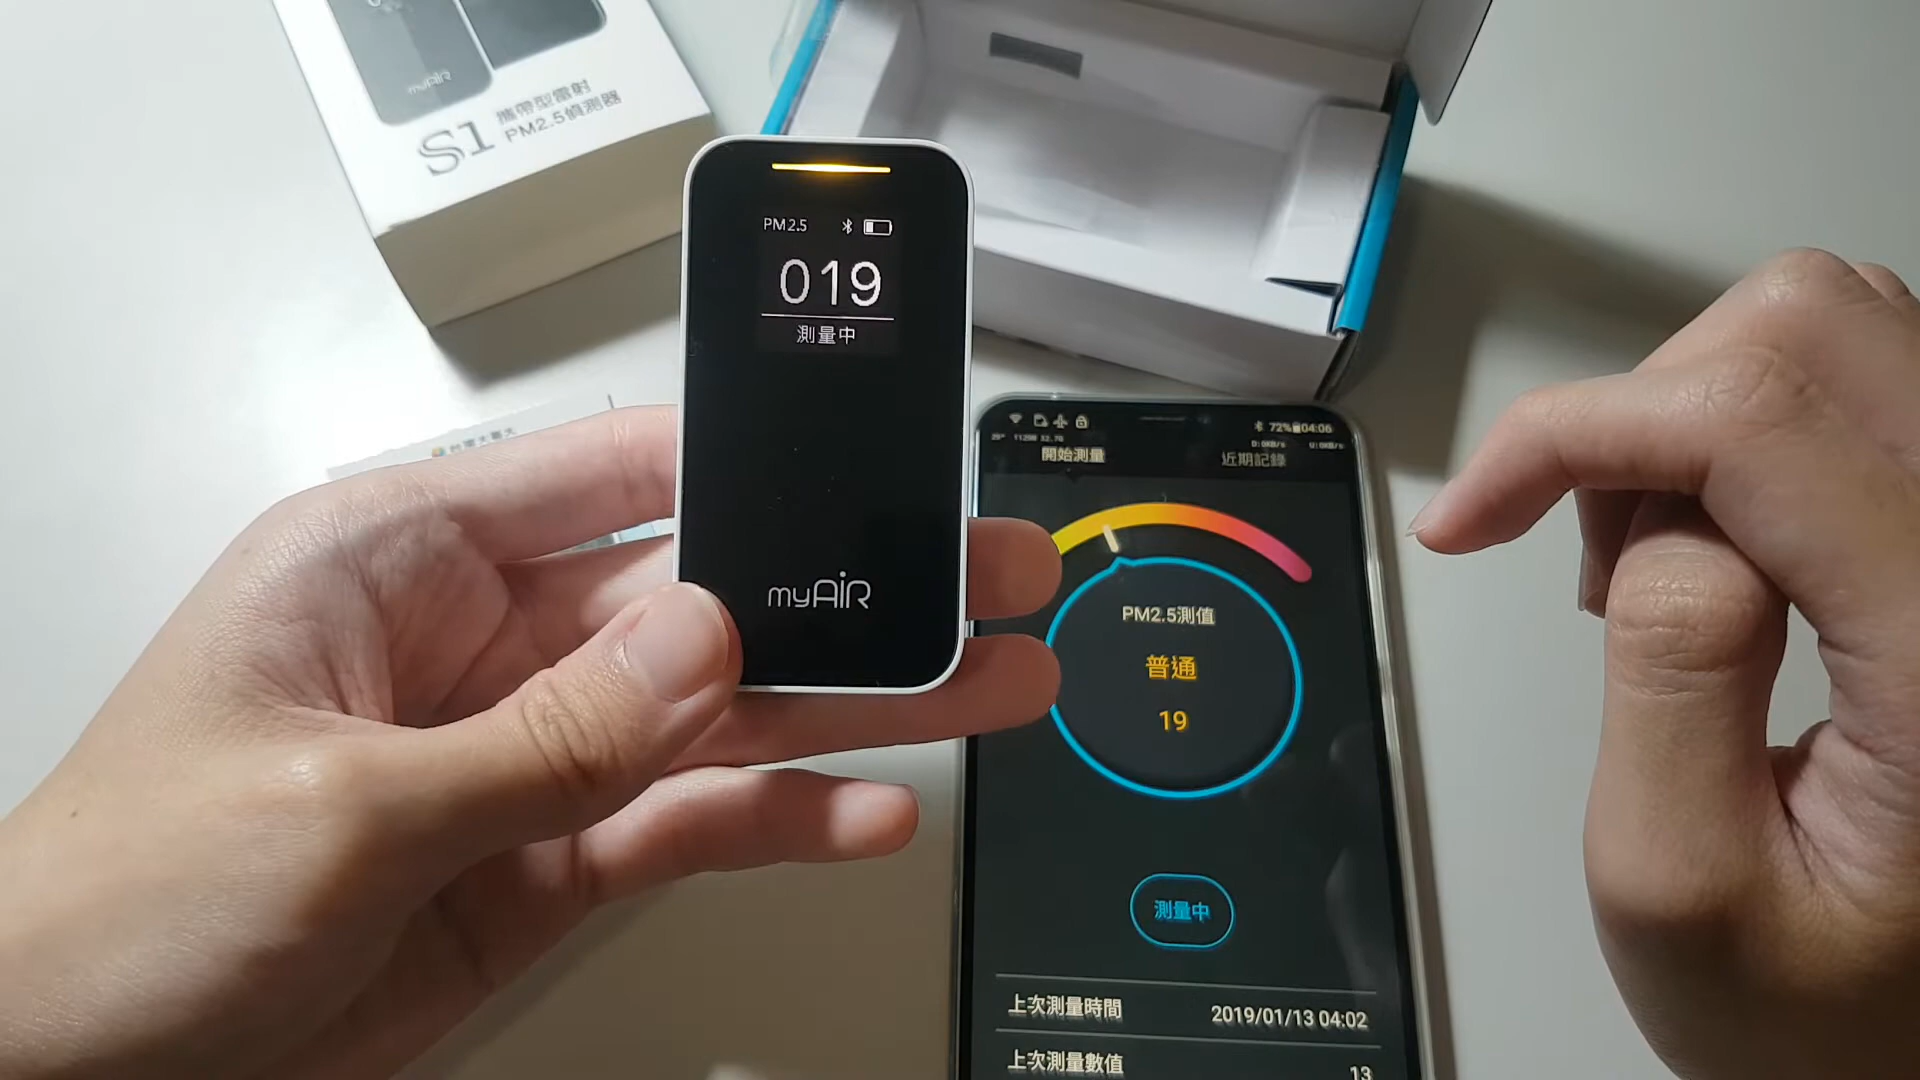 myAIR
S1
攜帶型雷射
PM2.5偵測器
PM2.5
019
測量中
myAIR
72% 04:06
開始測量
近期記錄
PM2.5測值
普通
19
測量中
上次測量時間 2019/01/13 04:02
上次測量數值 13